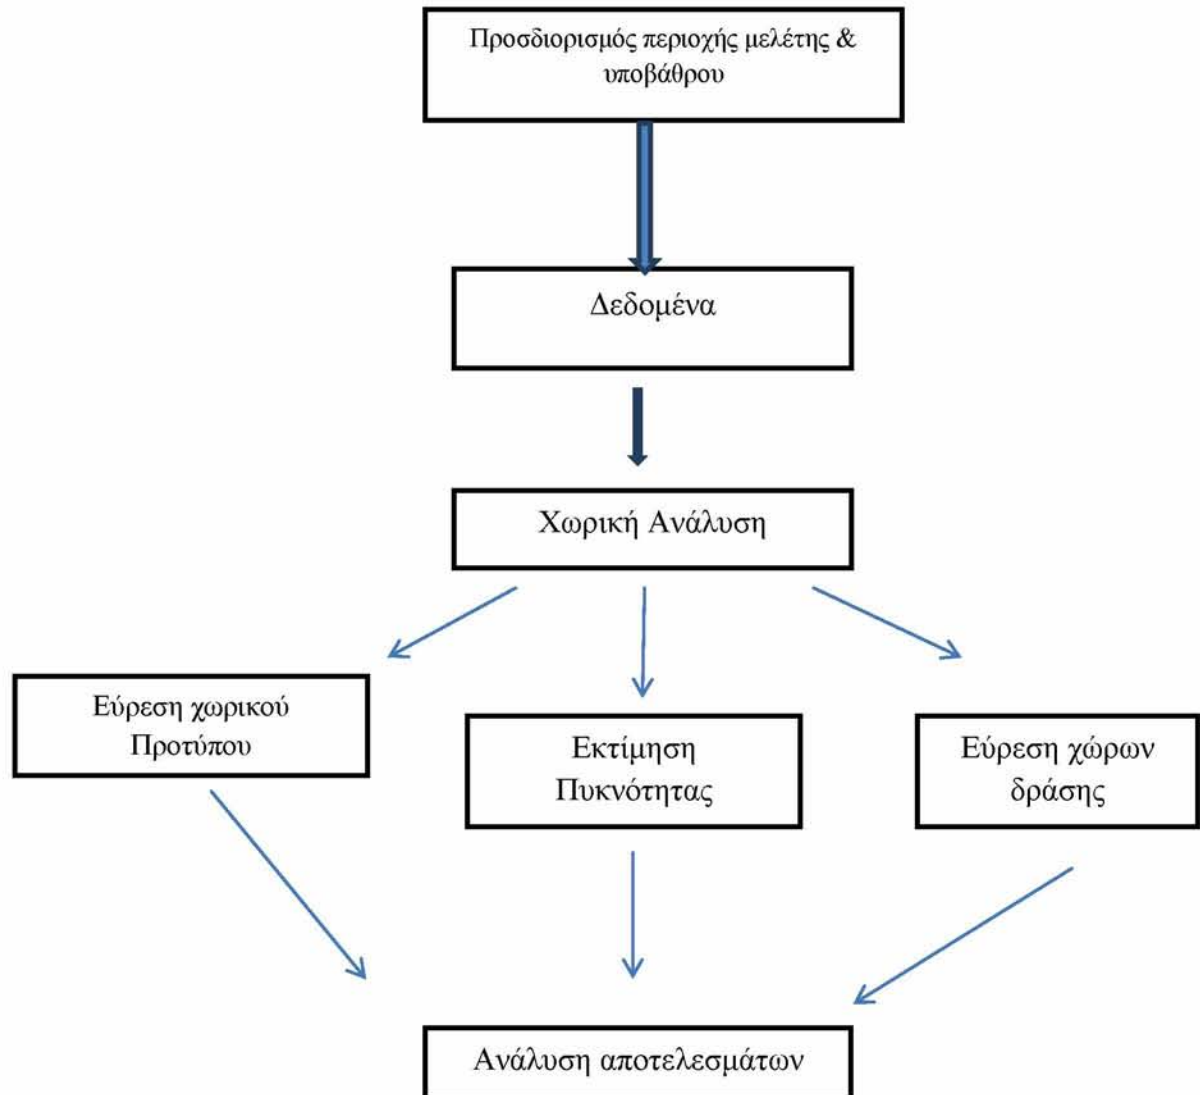 Προσδιορισμός περιοχής μελέτης &
υποβάθρου
Δεδομένα
Χωρική Ανάλυση
Εύρεση χωρικού
Προτύπου
Εκτίμηση
Πυκνότητας
Εύρεση χώρων
δράσης
Ανάλυση αποτελεσμάτων